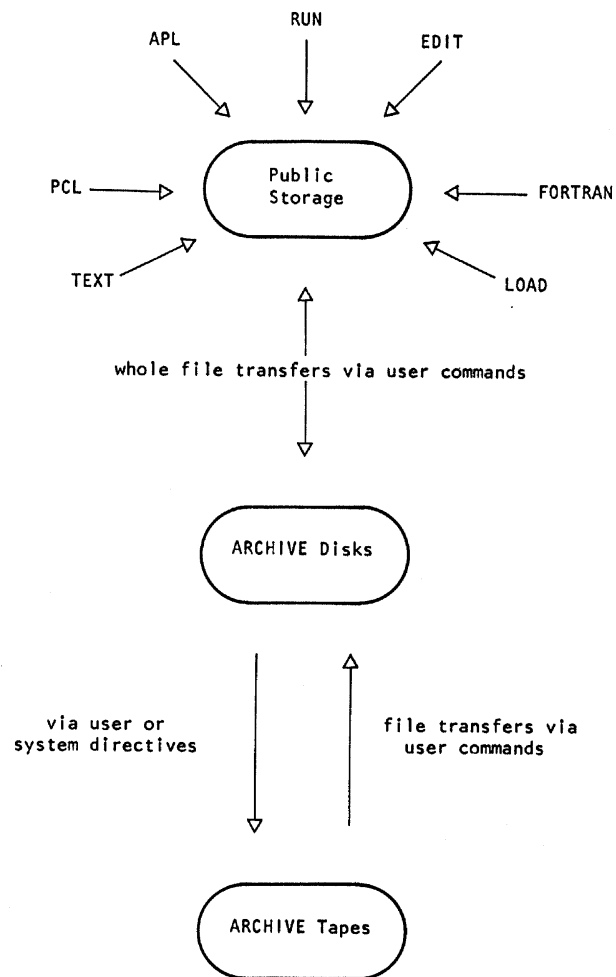 RUN
APL
EDIT
Public
Storage
PCL
FORTRAN
TEXT
LOAD
whole file transfers via user commands
ARCHIVE Disks
via user or
system directives
file transfers via
user commands
ARCHIVE Tapes